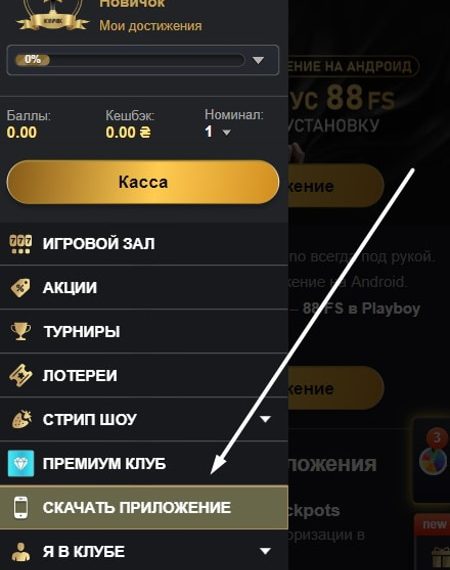 Новичок
Мои достижения
0%
Баллы:
0.00
Кешбэк:
0.00 ₴
Номинал:
1
Касса
777
ИГРОВОЙ ЗАЛ
АКЦИИ
ТУРНИРЫ
ЛОТЕРЕИ
СТРИП ШОУ
ПРЕМИУМ КЛУБ
СКАЧАТЬ ПРИЛОЖЕНИЕ
Я В КЛУБЕ
ЕНИЕ НА АНДРОИД
УС 88 FS
УСТАНОВКУ
жение
по всегда под рукой.
жение на Android.
– 88 FS в Playboy
жение
3
ложения
ckpots
торизации в
new